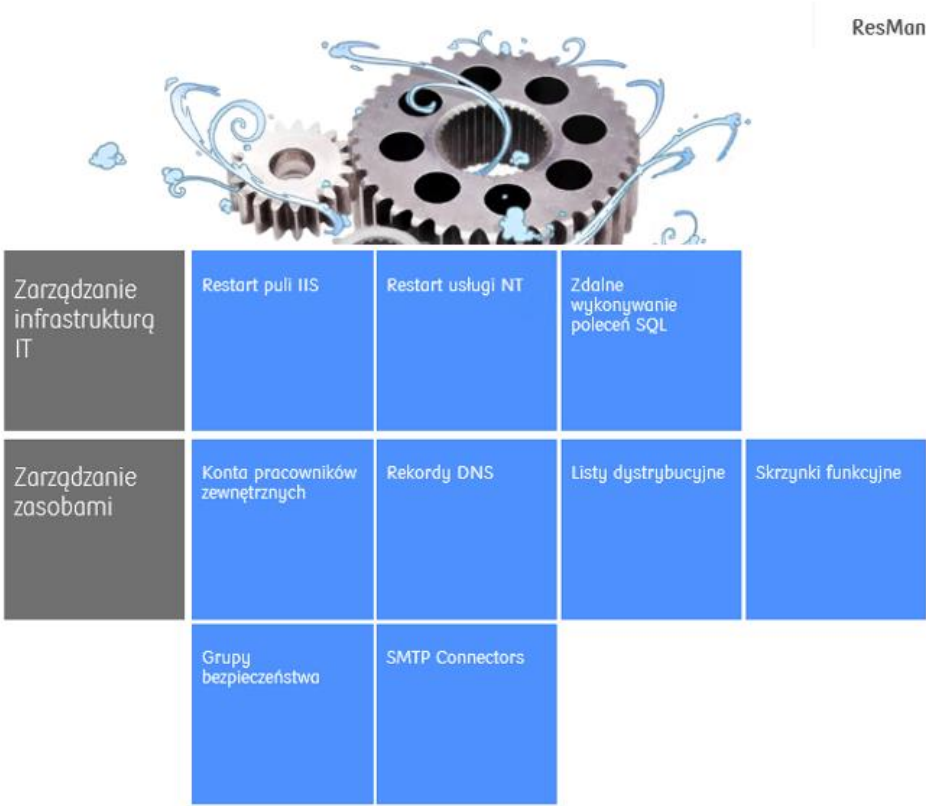 ResMan
Zarządzanie
infrastrukturą
IT
Restart puli IIS
Restart usługi NT
Zdalne
wykonywanie
poleceń SQL
Zarządzanie
zasobami
Konta pracowników
zewnętrznych
Rekordy DNS
Listy dystrybucyjne
Skrzynki funkcyjne
Grupy
bezpieczeństwa
SMTP Connectors